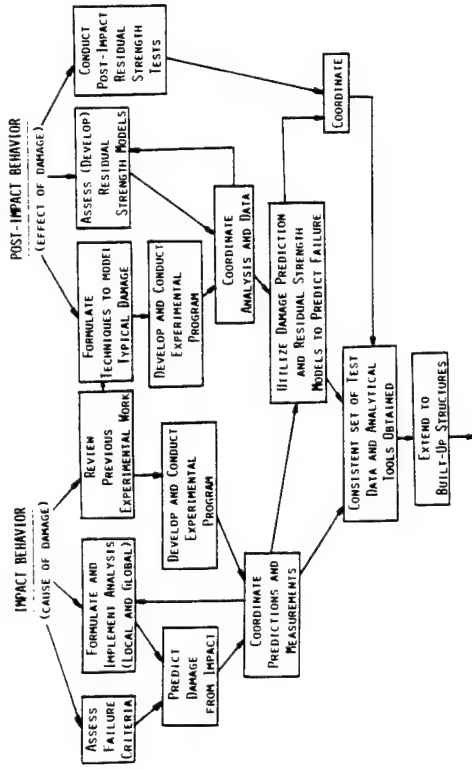 IMPACT BEHAVIOR
(CAUSE OF DAMAGE)
POST-IMPACT BEHAVIOR
(EFFECT OF DAMAGE)
ASSESS
FAILURE
CRITERIA
FORMULATE AND
IMPLEMENT ANALYSIS
(LOCAL AND GLOBAL)
REVIEW
PREVIOUS
EXPERIMENTAL WORK
FORMULATE
TECHNIQUES TO MODEL
TYPICAL DAMAGE
ASSESS (DEVELOP)
RESIDUAL
STRENGTH MODELS
CONDUCT
POST-IMPACT
RESIDUAL
STRENGTH
TESTS
PREDICT
DAMAGE
FROM IMPACT
DEVELOP AND CONDUCT
EXPERIMENTAL
PROGRAM
DEVELOP AND CONDUCT
EXPERIMENTAL
PROGRAM
COORDINATE
ANALYSIS AND DATA
COORDINATE
PREDICTIONS AND
MEASUREMENTS
UTILIZE DAMAGE PREDICTION
AND RESIDUAL STRENGTH
MODELS TO PREDICT FAILURE
COORDINATE
CONSISTENT SET OF TEST
DATA AND ANALYTICAL
TOOLS OBTAINED
EXTEND TO
BUILT-UP STRUCTURES